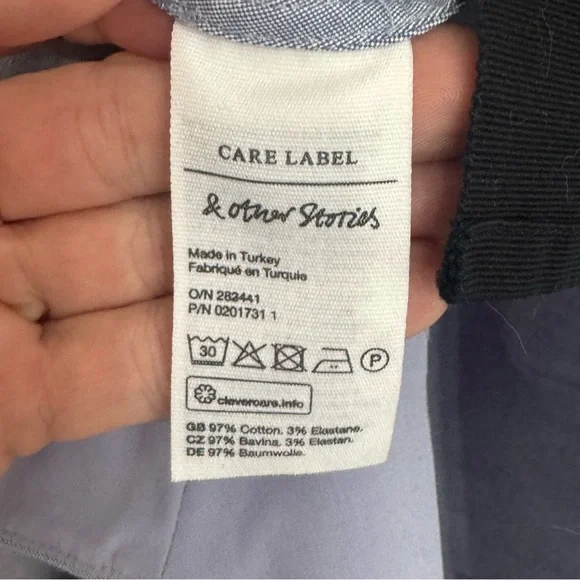 CARE LABEL
& other Stories
Made in Turkey
Fabriqué en Turquie
O/N 283441
P/N 0201731 1
30
P
clevercare.info
GB 97% Cotton. 3% Elastane.
CZ 97% Bavlna. 3% Elastan.
DE 97% Baumwolle.